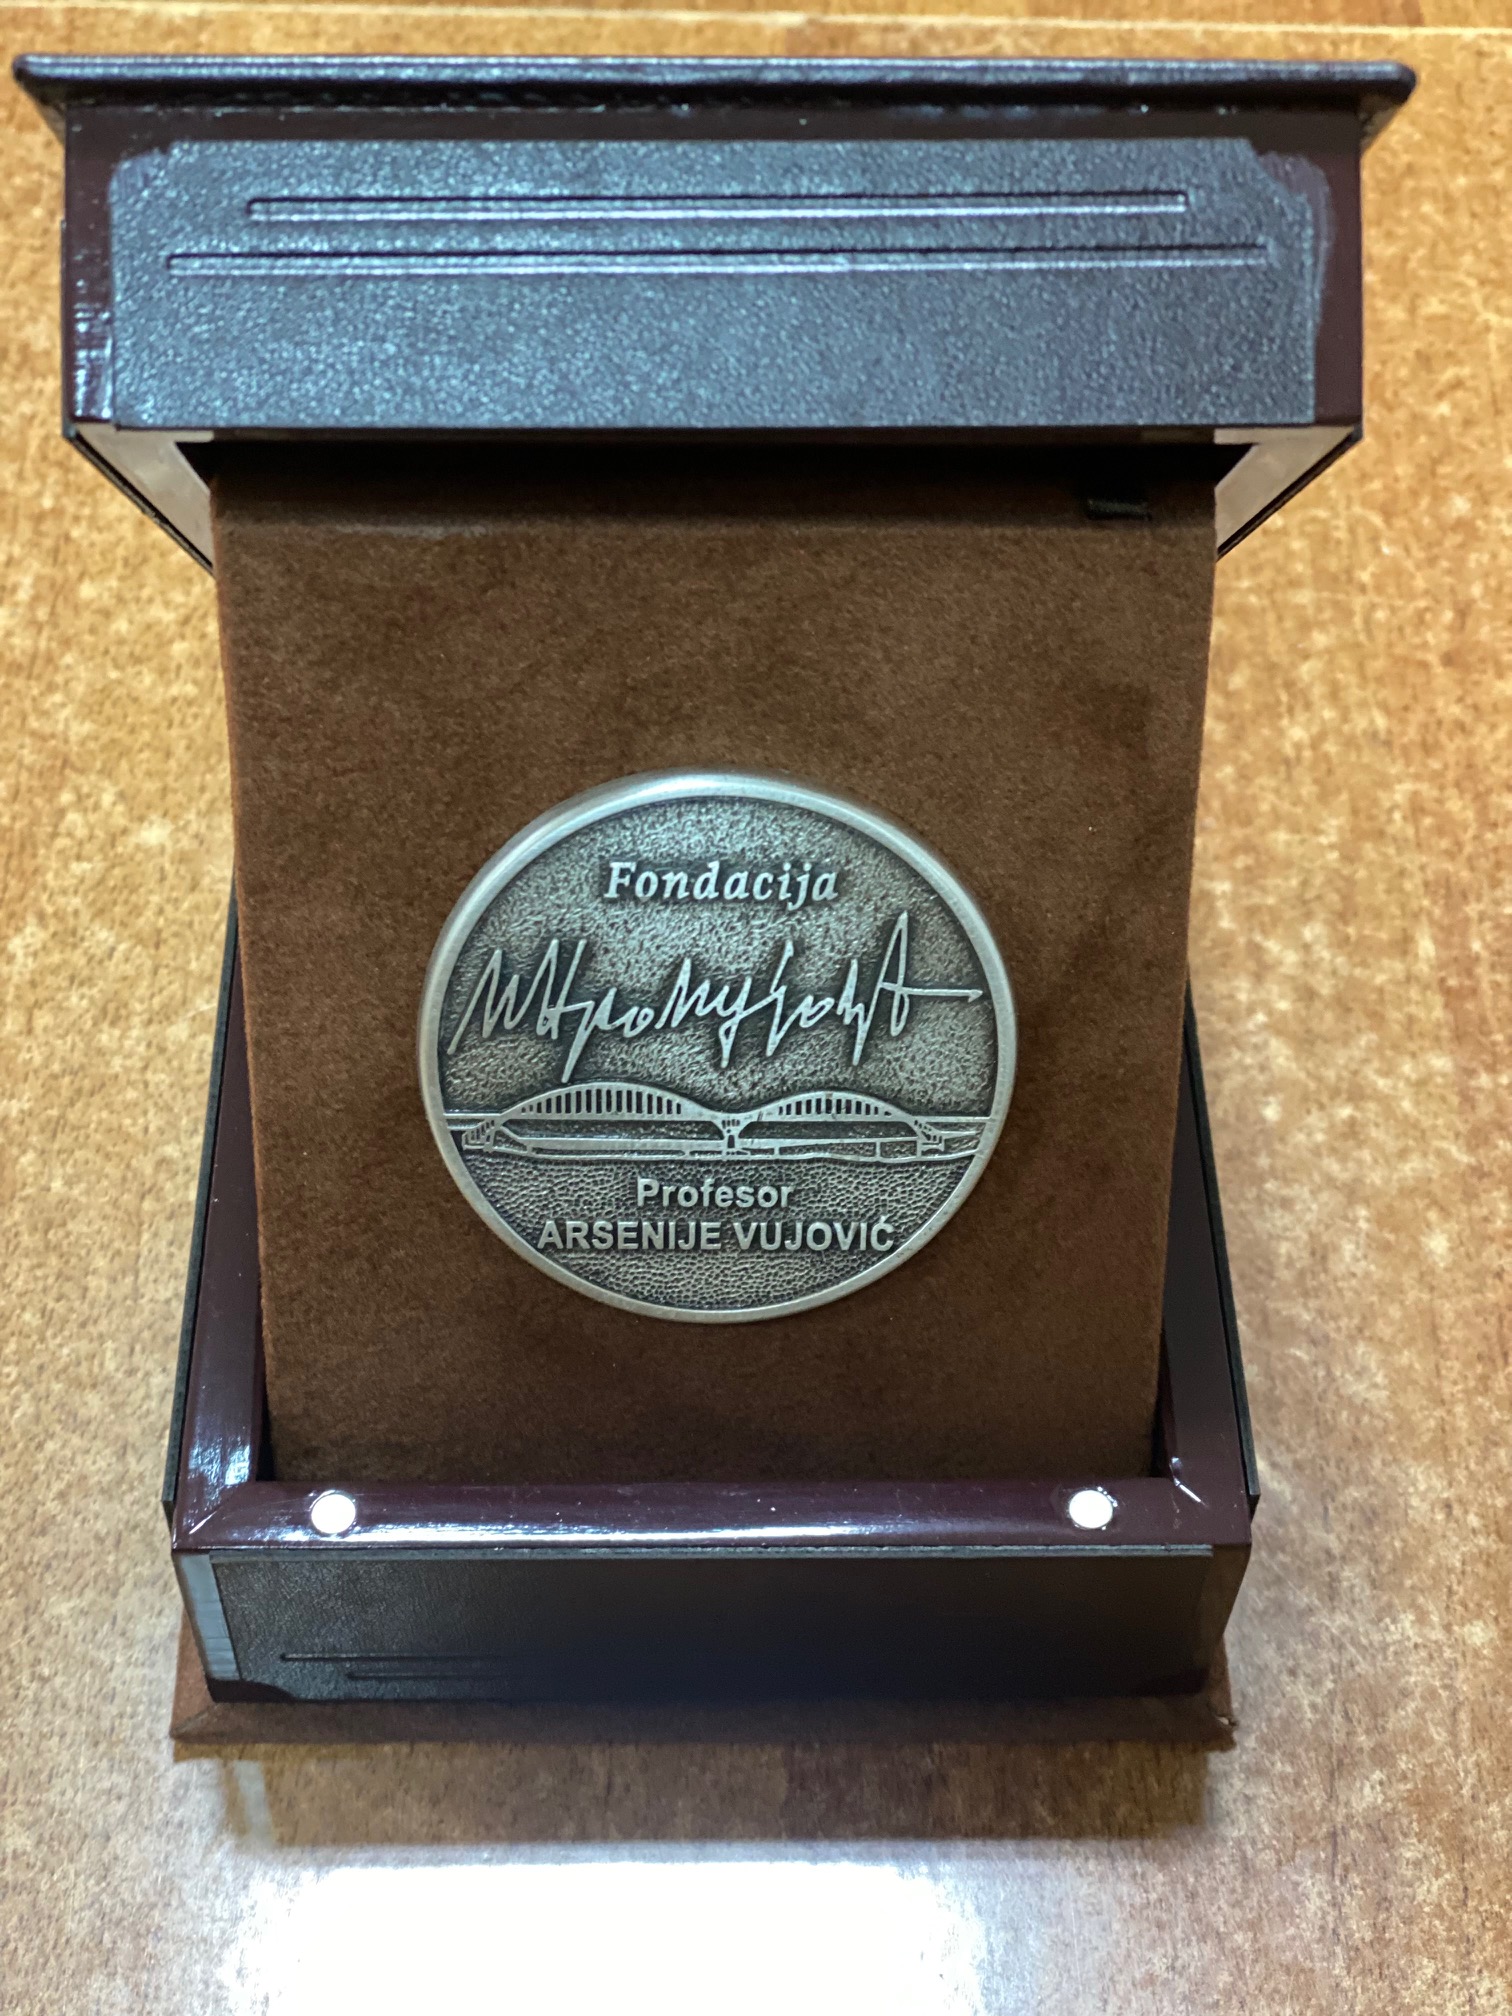 Fondacija
Profesor
ARSENIJE VUJOVIĆ